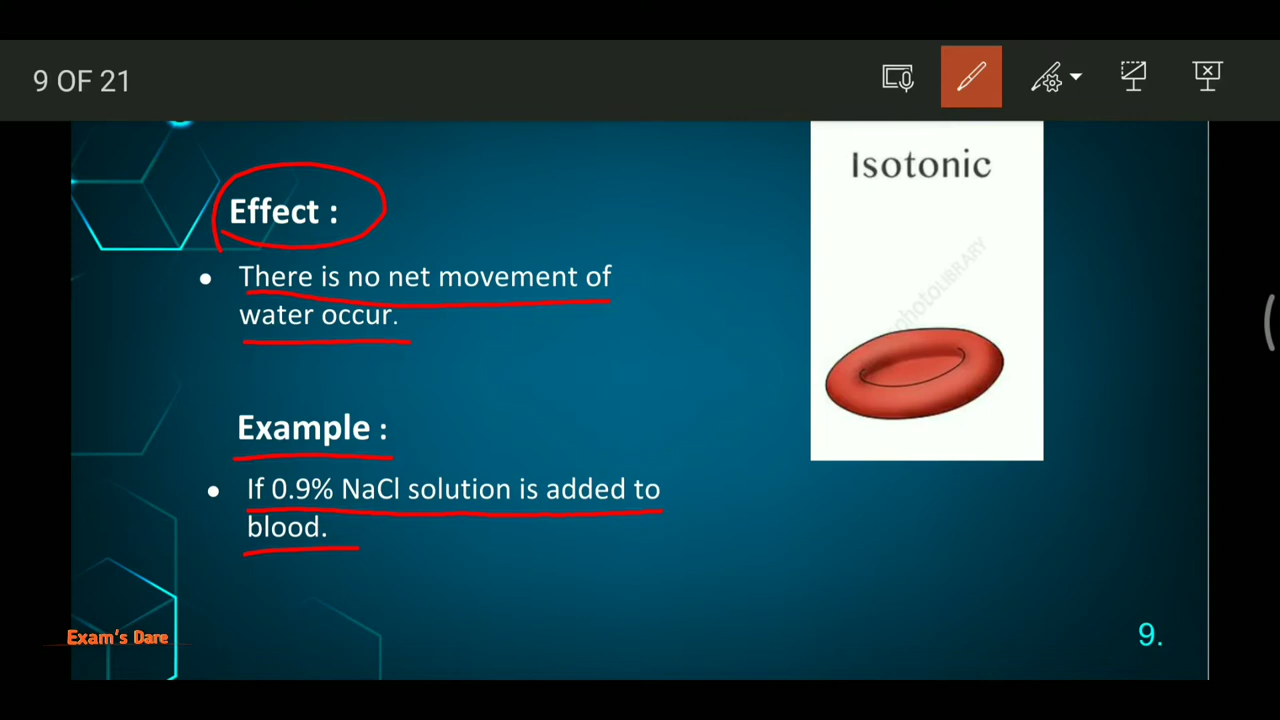 9 OF 21
Isotonic
Effect :
There is no net movement of
water occur.
Example :
If 0.9% NaCl solution is added to
blood.
photoLIBRARY
Exam's Dare
9.